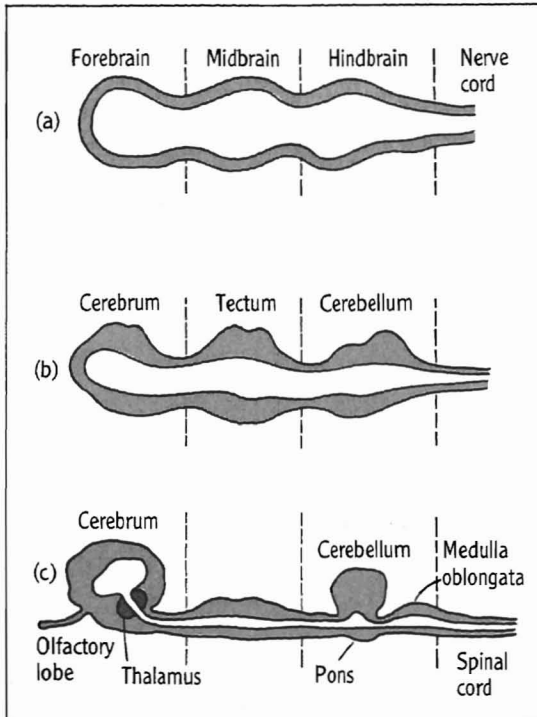 Forebrain Midbrain Hindbrain Nerve
cord
(a)
Cerebrum Tectum Cerebellum
(b)
Cerebrum
Cerebellum Medulla
oblongata
(c)
Olfactory
lobe
Thalamus
Pons
Spinal
cord